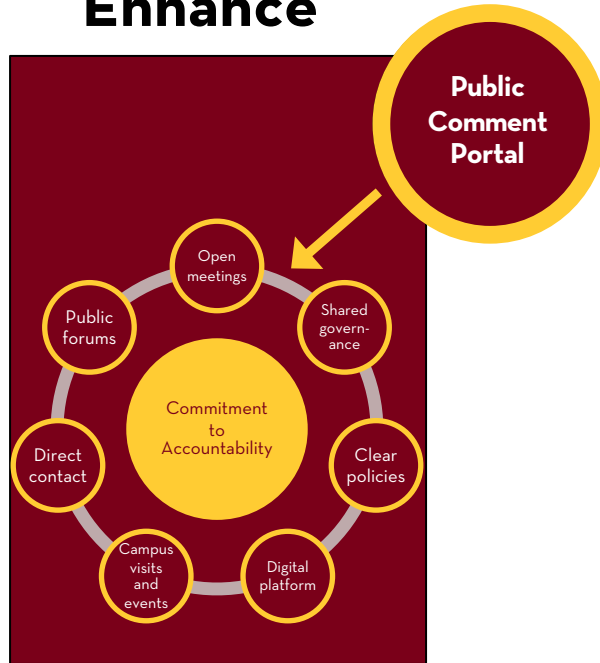 Enhance
Public
Comment
Portal
Open
meetings
Shared
govern-
ance
Clear
policies
Digital
platform
Campus
visits
and
events
Direct
contact
Public
forums
Commitment
to
Accountability